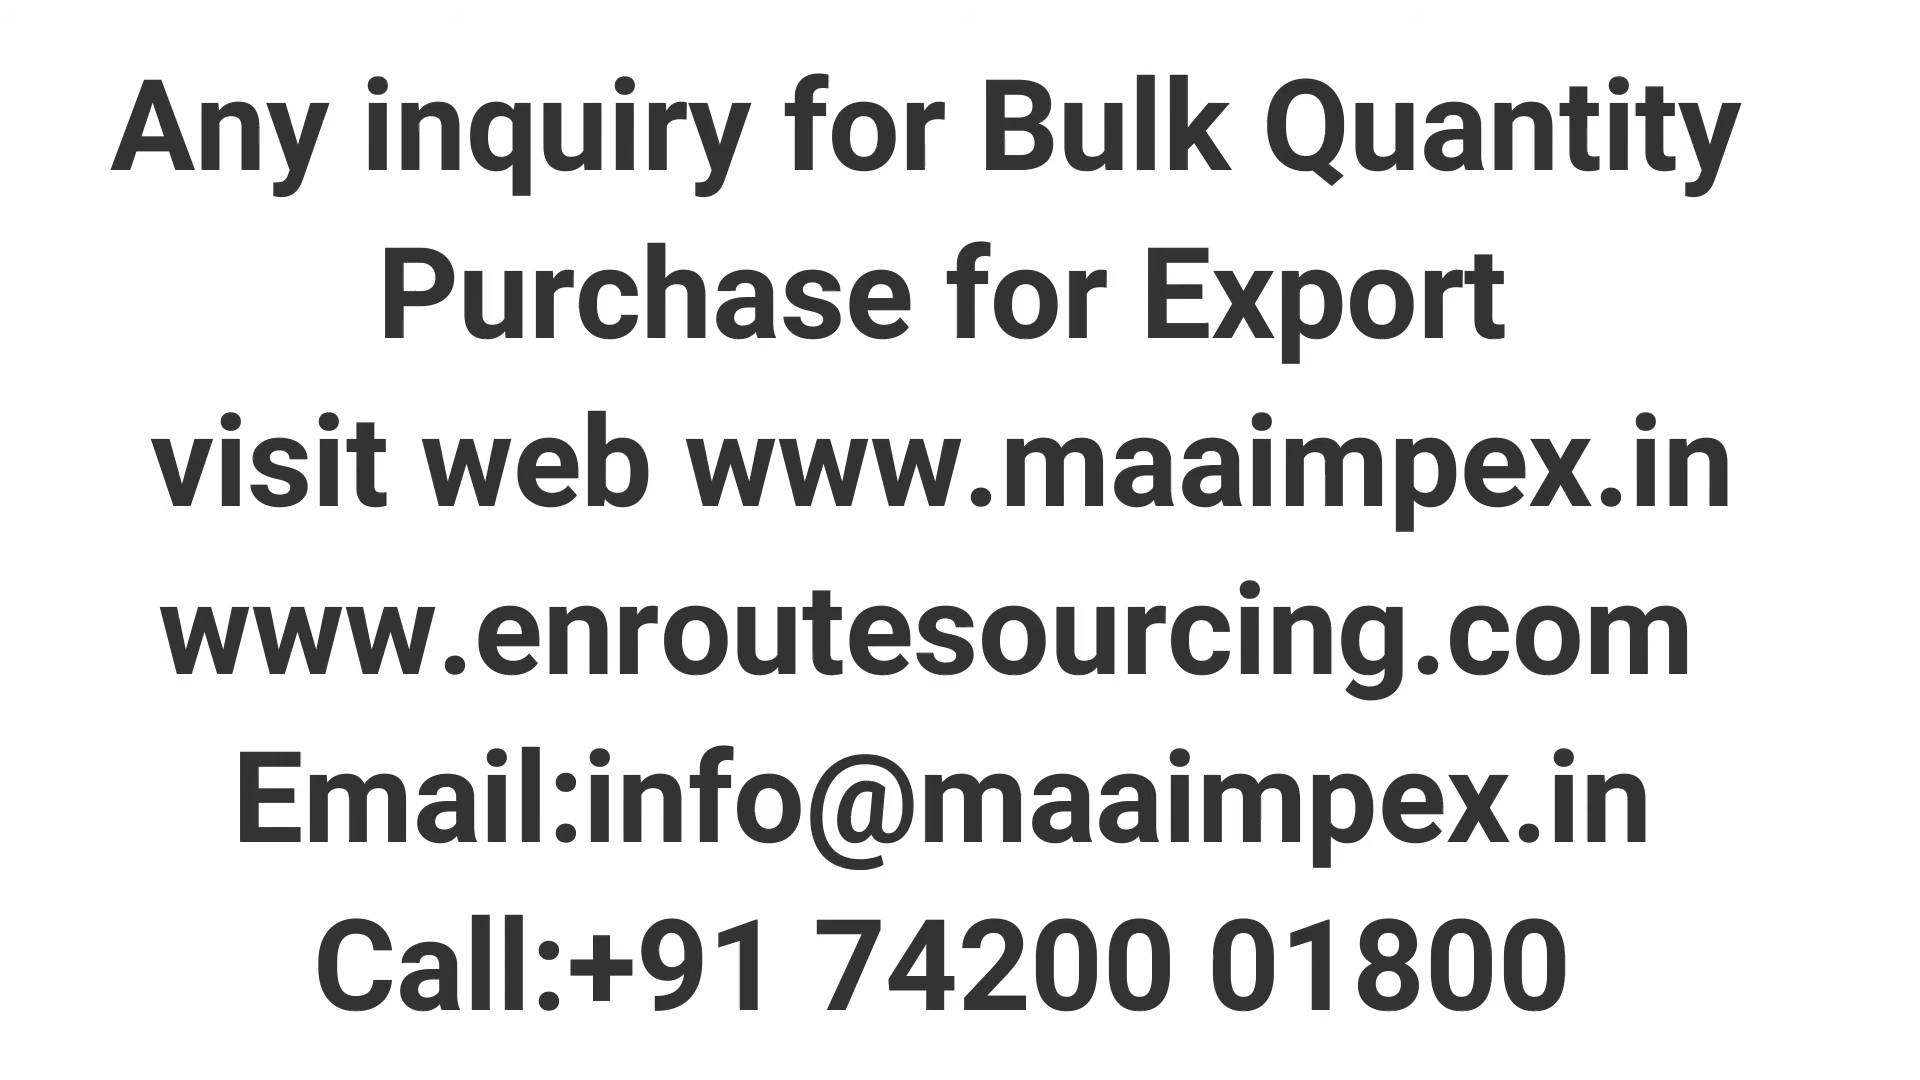 Any inquiry for Bulk Quantity
Purchase for Export
visit web www.maaimpex.in
www.enroutesourcing.com
Email:info@maaimpex.in
Call:+91 74200 01800